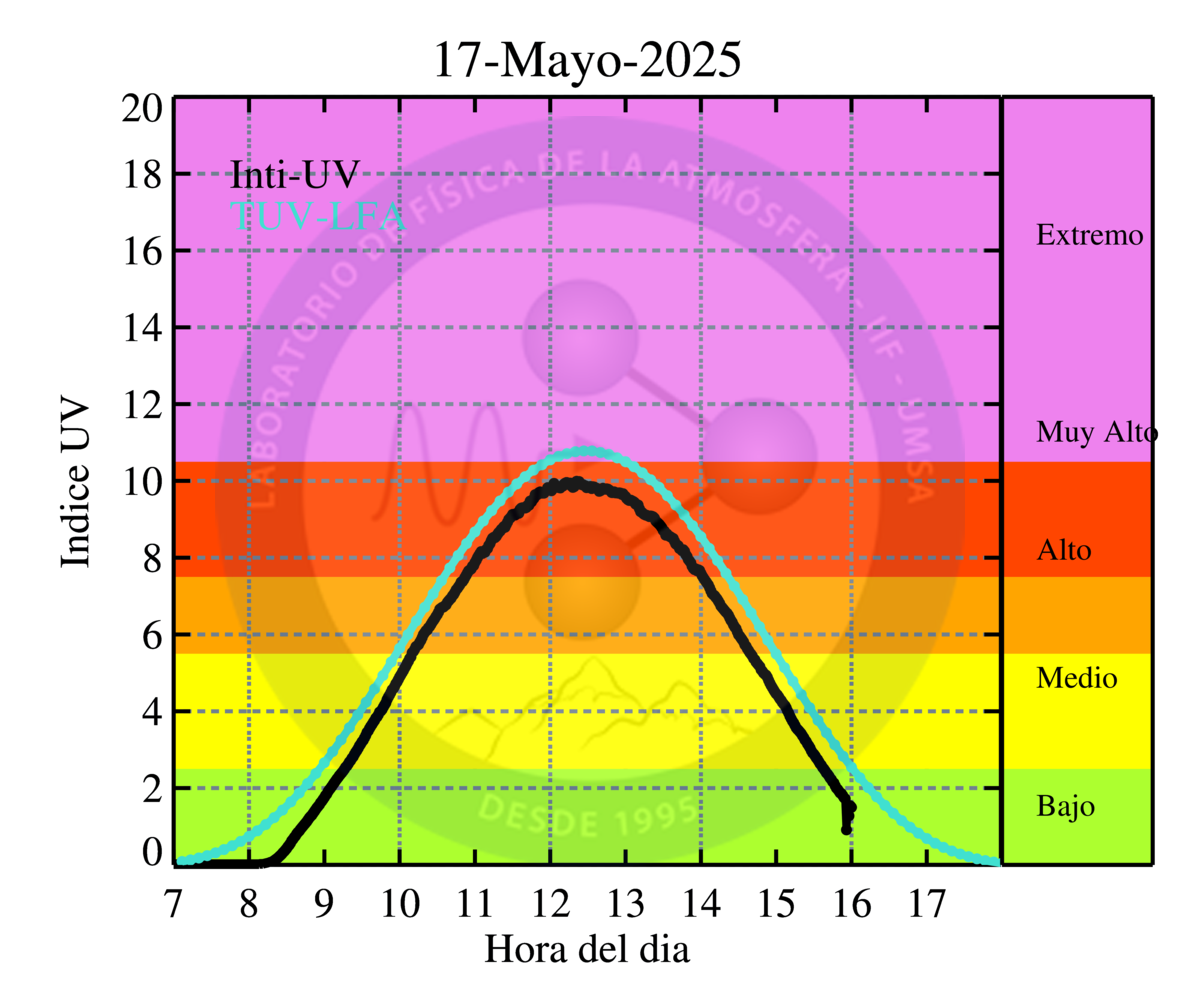 17-Mayo-2025
20
18
16
14
12
10
8
6
4
2
0
Indice UV
Inti-UV
TUV-LFA
LABORATORIO DE FÍSICA DE LA ATMÓSFERA - IIF - UMSA
DESDE 1995
Extremo
Muy Alto
Alto
Medio
Bajo
7 8 9 10 11 12 13 14 15 16 17
Hora del dia